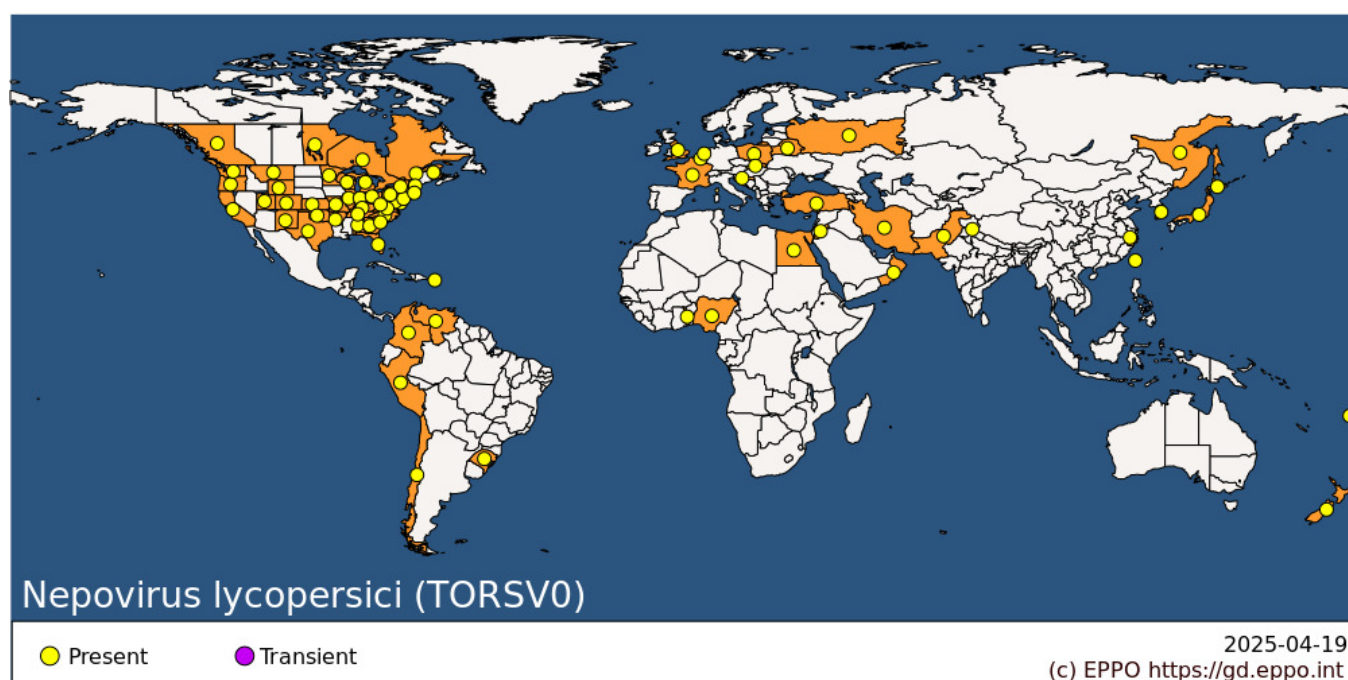 Nepovirus lycopersici (TORSV0)
Present
Transient
2025-04-19
(c) EPPO https://gd.eppo.int